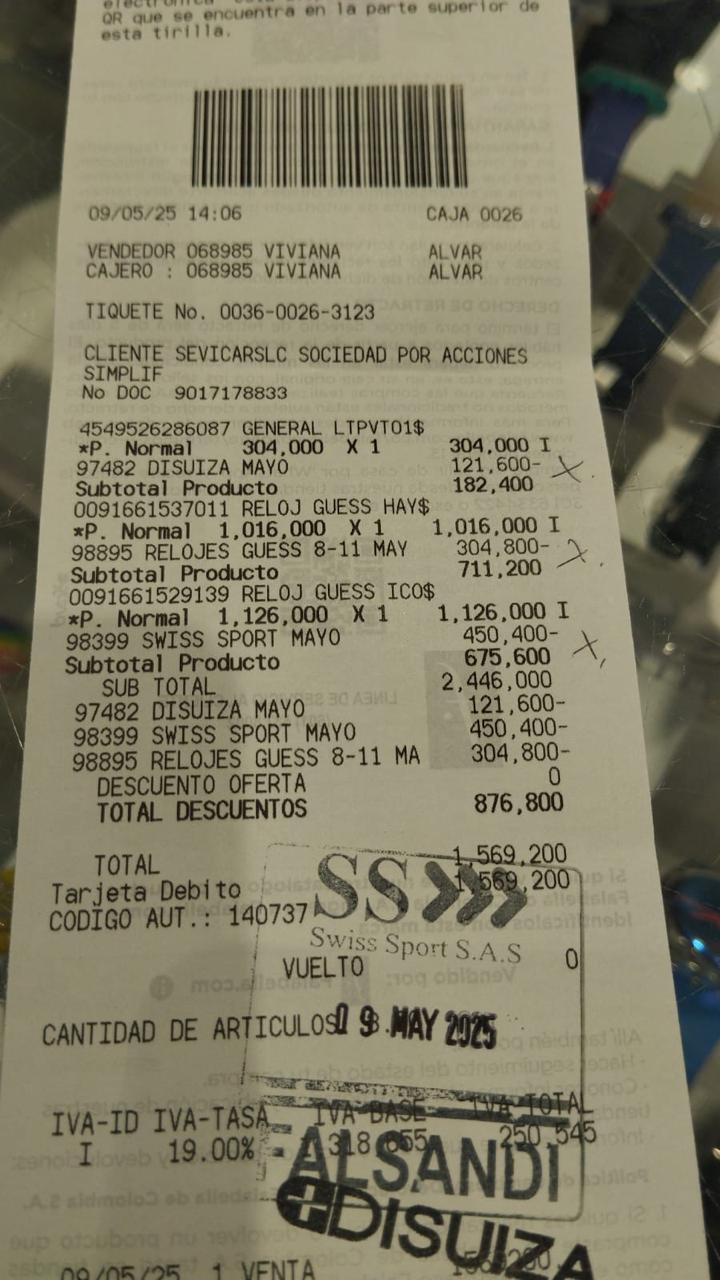 QR que se encuentra en la parte superior de
esta tirilla.
09/05/25 14:06 CAJA 0026
VENDEDOR 068985 VIVIANA ALVAR
CAJERO : 068985 VIVIANA ALVAR
TIQUETE No. 0036-0026-3123
CLIENTE SEVICARSLC SOCIEDAD POR ACCIONES
SIMPLIF
No DOC 9017178833
4549526286087 GENERAL LTPVT01$
*P. Normal 304,000 X 1 304,000 I
97482 DISUIZA MAYO 121,600-
Subtotal Producto 182,400
0091661537011 RELOJ GUESS HAY$
*P. Normal 1,016,000 X 1 1,016,000 I
98895 RELOJES GUESS 8-11 MAY 304,800-
Subtotal Producto 711,200
0091661529139 RELOJ GUESS ICO$
*P. Normal 1,126,000 X 1 1,126,000 I
98399 SWISS SPORT MAYO 450,400-
Subtotal Producto 675,600
SUB TOTAL 2,446,000
97482 DISUIZA MAYO 121,600-
98399 SWISS SPORT MAYO 450,400-
98895 RELOJES GUESS 8-11 MA 304,800-
DESCUENTO OFERTA 0
TOTAL DESCUENTOS 876,800
TOTAL 1,569,200
Tarjeta Debito 1,569,200
CODIGO AUT.: 140737
SS
Swiss Sport S.A.S
VUELTO 0
CANTIDAD DE ARTICULOS
09 MAY 2025
IVA-ID IVA-TASA IVA-BASE IVA TOTAL
I 19.00% 250,545
ALSANDI
DISUIZA
09/05/25 1 VENTA